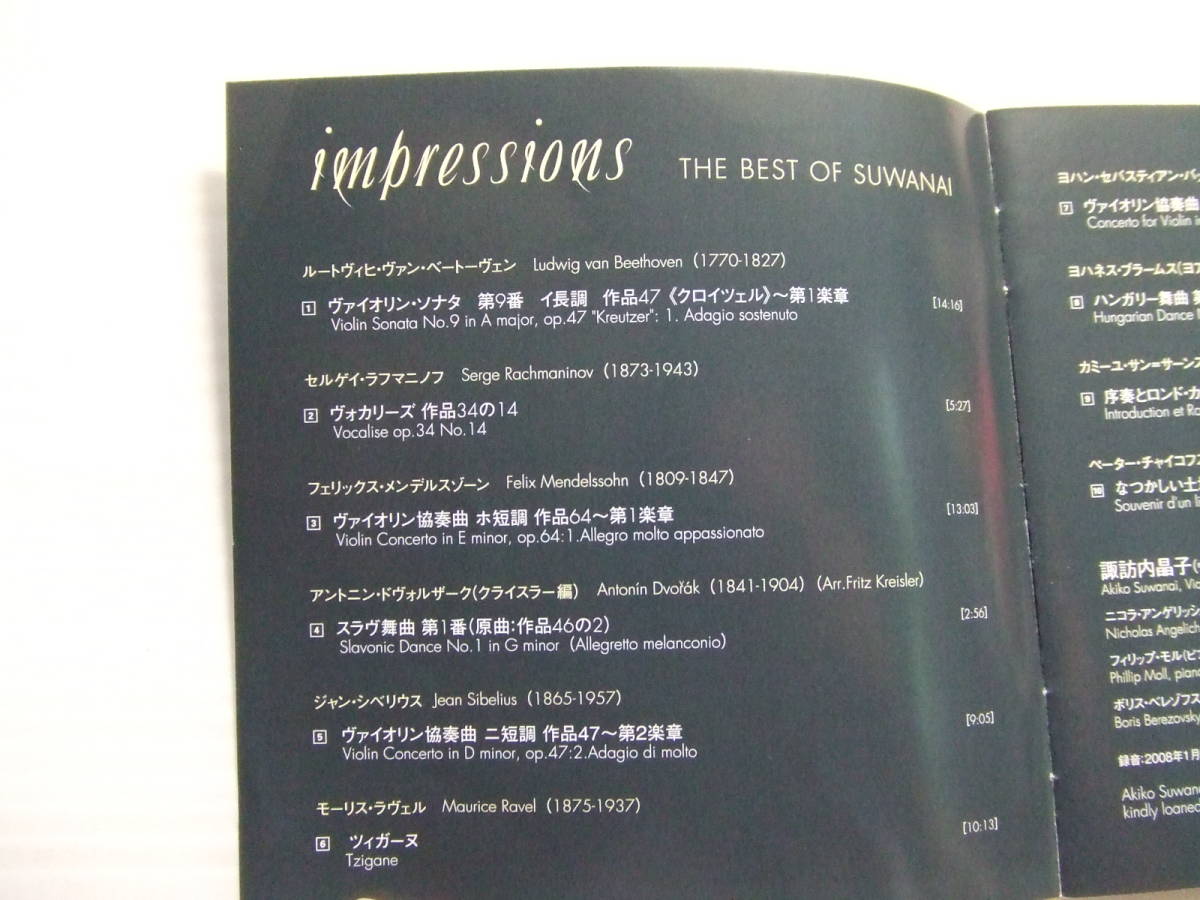 impressions THE BEST OF SUWANAI
ルートヴィヒ・ヴァン・ベートーヴェン Ludwig van Beethoven (1770-1827)
1 ヴァイオリン・ソナタ 第9番 イ長調 作品47《クロイツェル》～第1楽章 [14:16]
Violin Sonata No.9 in A major, op.47 "Kreutzer": 1. Adagio sostenuto
セルゲイ・ラフマニノフ Serge Rachmaninov (1873-1943)
2 ヴォカリーズ 作品34の14 [5:27]
Vocalise op.34 No.14
フェリックス・メンデルスゾーン Felix Mendelssohn (1809-1847)
3 ヴァイオリン協奏曲 ホ短調 作品64～第1楽章 [13:03]
Violin Concerto in E minor, op.64:1.Allegro molto appassionato
アントニン・ドヴォルザーク(クライスラー編) Antonín Dvořák (1841-1904) (Arr.Fritz Kreisler)
4 スラヴ舞曲 第1番(原曲:作品46の2) [2:56]
Slavonic Dance No.1 in G minor (Allegretto melanconio)
ジャン・シベリウス Jean Sibelius (1865-1957)
5 ヴァイオリン協奏曲 ニ短調 作品47～第2楽章 [9:05]
Violin Concerto in D minor, op.47:2.Adagio di molto
モーリス・ラヴェル Maurice Ravel (1875-1937)
6 ツィガーヌ [10:13]
Tzigane
ヨハン・セバスティアン・バッ
7 ヴァイオリン協奏曲
Concerto for Violin i
ヨハネス・ブラームス(ヨア
8 ハンガリー舞曲
Hungarian Dance
カミーユ・サン=サーンス
9 序奏とロンド・カ
Introduction et Ro
ペーター・チャイコフス
10 なつかしい土
Souvenir d'un
諏訪内晶子(
Akiko Suwanai, Vio
ニコラ・アンゲリッシ
Nicholas Angelich
フィリップ・モル(ピア
Phillip Moll, piano
ボリス・ベレゾフス
Boris Berezovsky
録音:2008年1月
Akiko Suwana
kindly loaned